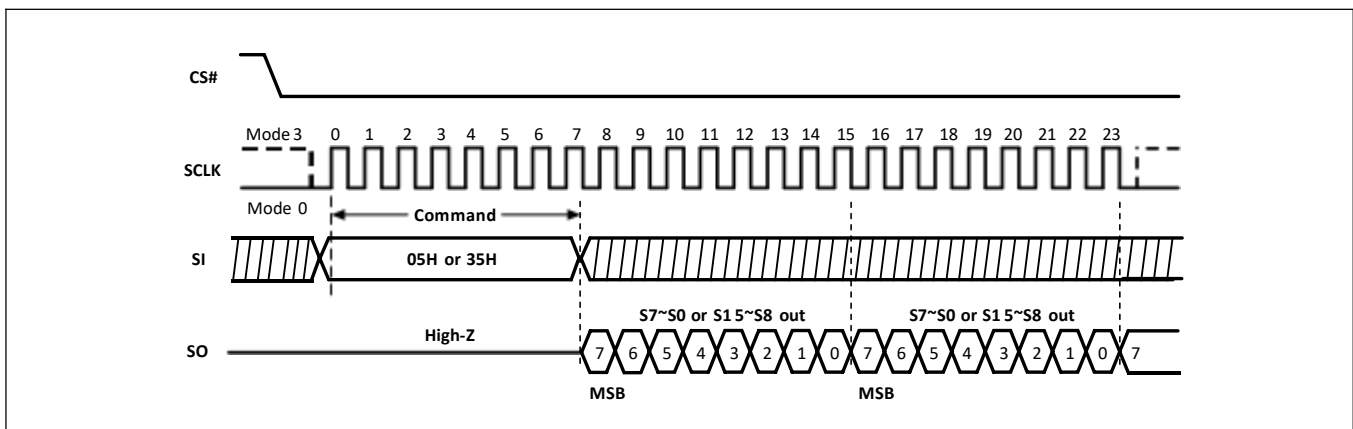 CS#
Mode 3 0 1 2 3 4 5 6 7 8 9 10 11 12 13 14 15 16 17 18 19 20 21 22 23
SCLK
Mode 0 Command
SI 05H or 35H
High-Z S7~S0 or S1 5~S8 out S7~S0 or S1 5~S8 out
SO 7 6 5 4 3 2 1 0 7 6 5 4 3 2 1 0 7
MSB MSB